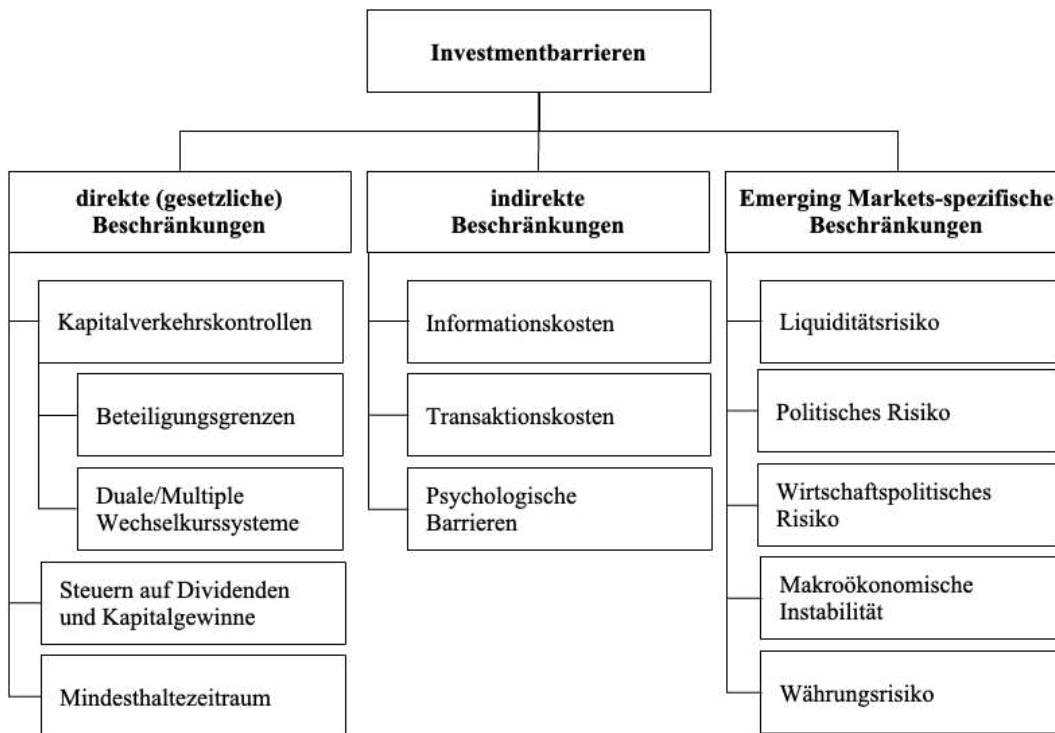 Investmentbarrieren
direkte (gesetzliche)
Beschränkungen
Kapitalverkehrskontrollen
Beteiligungsgrenzen
Duale/Multiple
Wechselkurssysteme
Steuern auf Dividenden
und Kapitalgewinne
Mindesthaltezeitraum
indirekte
Beschränkungen
Informationskosten
Transaktionskosten
Psychologische
Barrieren
Emerging Markets-spezifische
Beschränkungen
Liquiditätsrisiko
Politisches Risiko
Wirtschaftspolitisches
Risiko
Makroökonomische
Instabilität
Währungsrisiko